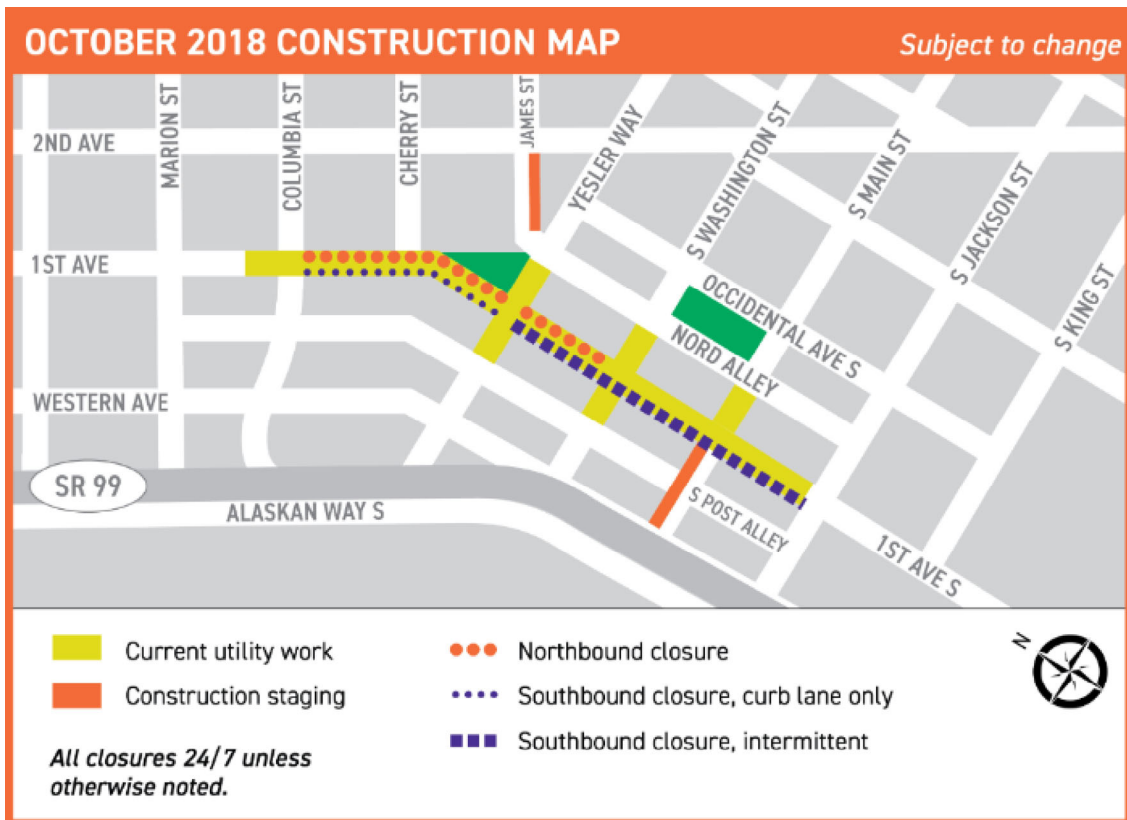 OCTOBER 2018 CONSTRUCTION MAP
Subject to change
MARION ST
COLUMBIA ST
CHERRY ST
JAMES ST
2ND AVE
YESLER WAY
S WASHINGTON ST
S MAIN ST
S JACKSON ST
S KING ST
1ST AVE
OCCIDENTAL AVE S
NORD ALLEY
WESTERN AVE
SR 99
ALASKAN WAY S
S POST ALLEY
1ST AVE S
Current utility work
Construction staging
All closures 24/7 unless
otherwise noted.
Northbound closure
Southbound closure, curb lane only
Southbound closure, intermittent
N